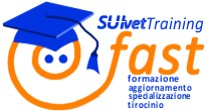 SUIvetTraining
fast
formazione
aggiornamento
specializzazione
tirocinio